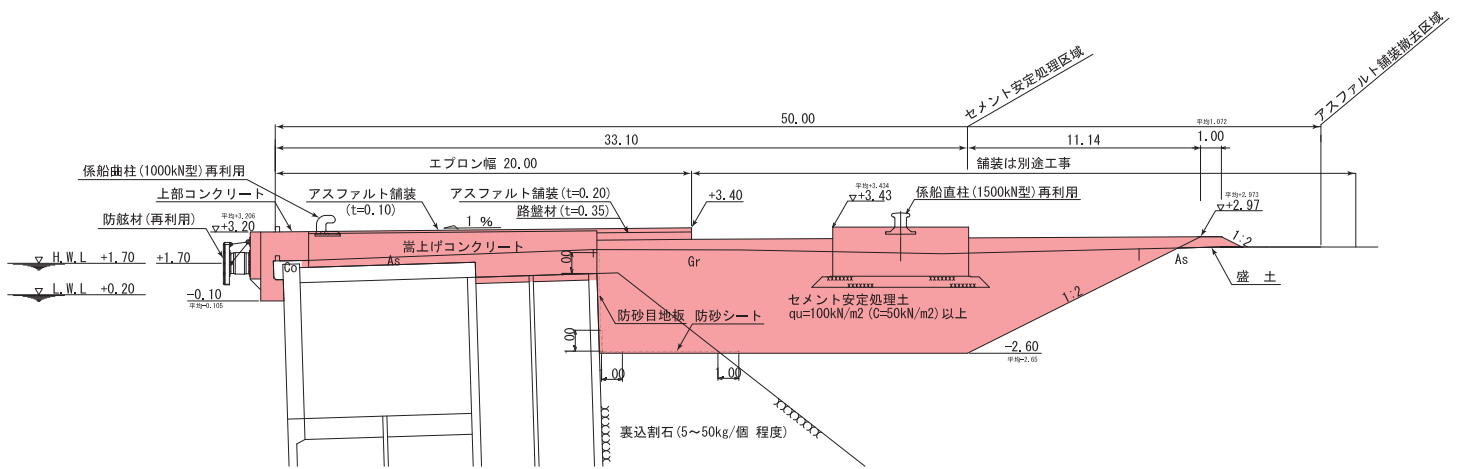 セメント安定処理区域
アスファルト舗装撤去区域
50.00
平均1.072
33.10
11.14
1.00
エプロン幅 20.00
舗装は別途工事
係船曲柱(1000kN型)再利用
上部コンクリート
アスファルト舗装
(t=0.10)
アスファルト舗装(t=0.20)
路盤材(t=0.35)
+3.40
平均+3.434
+3.43
係船直柱(1500kN型)再利用
平均+2.973
+2.97
防舷材(再利用)
平均+3.206
+3.20
1 %
嵩上げコンクリート
1:2
H.W.L +1.70
+1.70
Co
As
.00
Gr
As
盛 土
L.W.L +0.20
-0.10
平均-0.105
セメント安定処理土
qu=100kN/m2(C=50kN/m2)以上
1:2
防砂目地板
防砂シート
.00
-2.60
平均-2.65
1.00
1.00
裏込割石(5～50kg/個 程度)